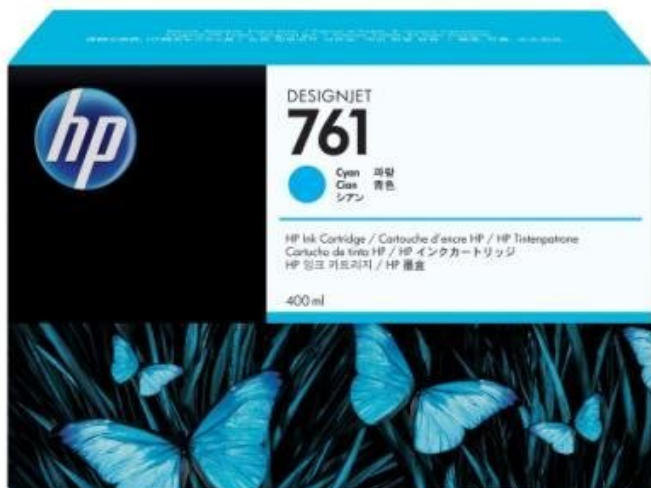 hp
DESIGNJET
761
Cyan 파랑
Cian 青色
シアン
HP Ink Cartridge / Cartouche d'encre HP / HP Tintenpatrone
Cartucho de tinta HP / HP インクカートリッジ
HP 잉크 카트리지 / HP 墨盒
400 ml